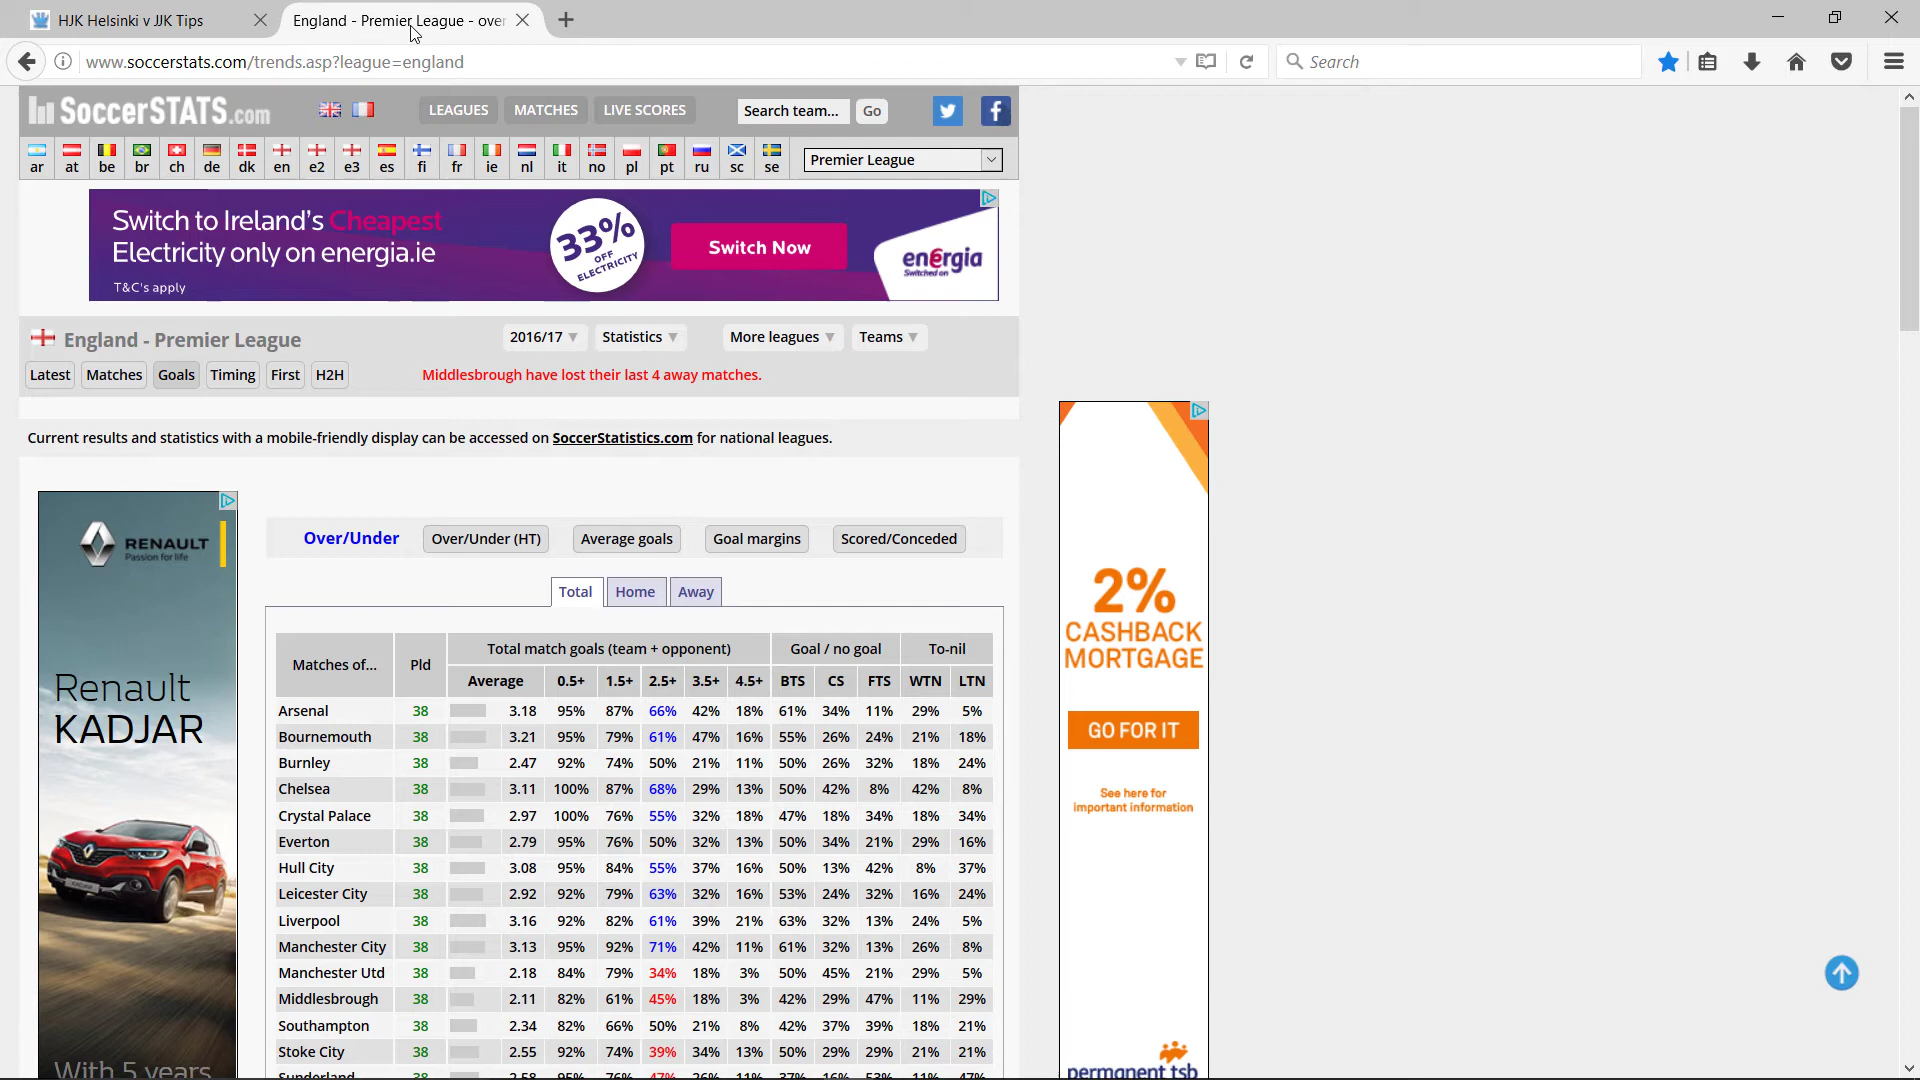 HJK Helsinki v JJK Tips
England - Premier League - over
www.soccerstats.com/trends.asp?league=england
Search
SoccerSTATS.com
LEAGUES MATCHES LIVE SCORES
Search team... Go
ar at be br ch de dk en e2 e3 es fi fr ie nl it no pl pt ru sc se
Premier League
Switch to Ireland's Cheapest
Electricity only on energia.ie
T&C's apply
33%
OFF
ELECTRICITY
Switch Now
energia
Switched on
England - Premier League
2016/17 Statistics More leagues Teams
Latest Matches Goals Timing First H2H
Middlesbrough have lost their last 4 away matches.
Current results and statistics with a mobile-friendly display can be accessed on SoccerStatistics.com for national leagues.
RENAULT
Passion for life
Renault
KADJAR
With 5 years
Over/Under Over/Under (HT) Average goals Goal margins Scored/Conceded
Total Home Away
Matches of... Pld Total match goals (team + opponent) Goal / no goal To-nil
Average 0.5+ 1.5+ 2.5+ 3.5+ 4.5+ BTS CS FTS WTN LTN
Arsenal 38 3.18 95% 87% 66% 42% 18% 61% 34% 11% 29% 5%
Bournemouth 38 3.21 95% 79% 61% 47% 16% 55% 26% 24% 21% 18%
Burnley 38 2.47 92% 74% 50% 21% 11% 50% 26% 32% 18% 24%
Chelsea 38 3.11 100% 87% 68% 29% 13% 50% 42% 8% 42% 8%
Crystal Palace 38 2.97 100% 76% 55% 32% 18% 47% 18% 34% 18% 34%
Everton 38 2.79 95% 76% 50% 32% 13% 50% 34% 21% 29% 16%
Hull City 38 3.08 95% 84% 55% 37% 16% 50% 13% 42% 8% 37%
Leicester City 38 2.92 92% 79% 63% 32% 16% 53% 24% 32% 16% 24%
Liverpool 38 3.16 92% 82% 61% 39% 21% 63% 32% 13% 24% 5%
Manchester City 38 3.13 95% 92% 71% 42% 11% 61% 32% 13% 26% 8%
Manchester Utd 38 2.18 84% 79% 34% 18% 3% 50% 45% 21% 29% 5%
Middlesbrough 38 2.11 82% 61% 45% 18% 3% 42% 29% 47% 11% 29%
Southampton 38 2.34 82% 66% 50% 21% 8% 42% 37% 39% 18% 21%
Stoke City 38 2.55 92% 74% 39% 34% 13% 50% 29% 29% 21% 21%
Sunderland 38 2.58 95% 76% 47% 26% 11% 37% 16% 53% 11% 47%
2%
CASHBACK
MORTGAGE
GO FOR IT
See here for
important information
permanent tsb